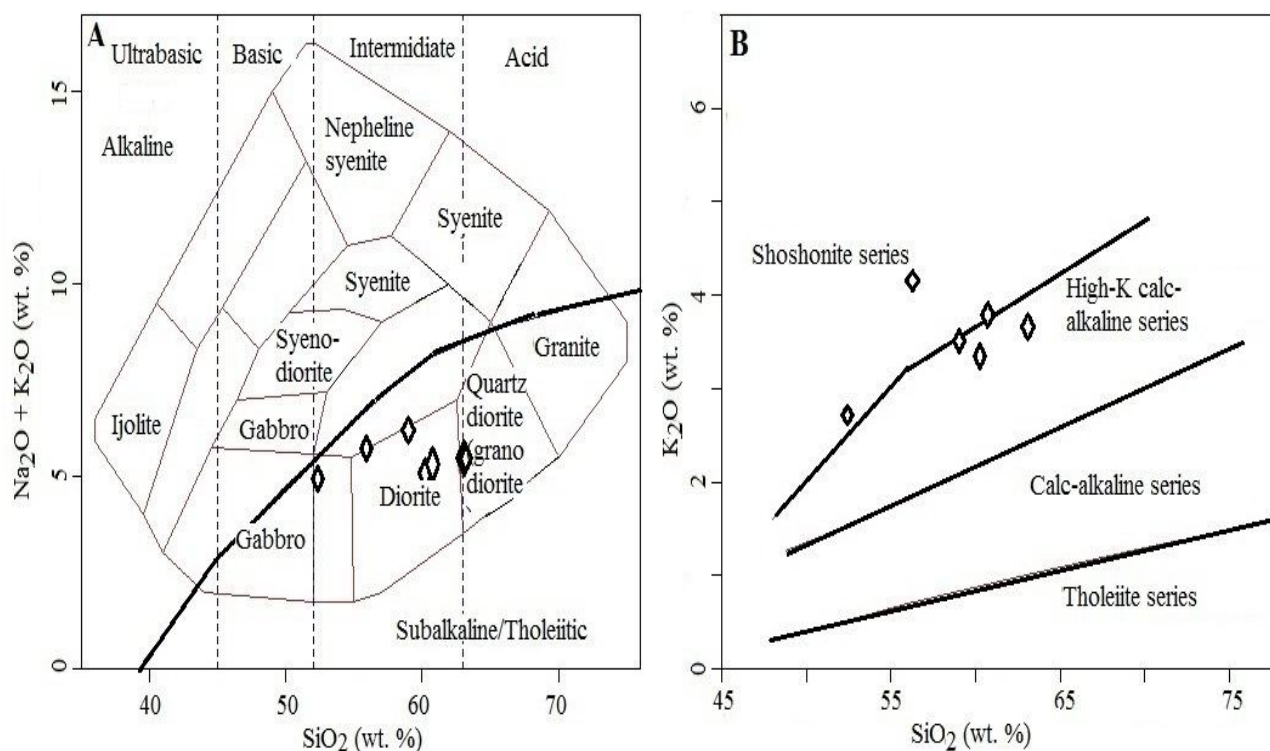 A
Ultrabasic
Basic
Intermidiate
Acid
Alkaline
Nepheline
syenite
Syenite
Syenite
Syeno-
diorite
Granite
Quartz
diorite
grano
diorite
Ijolite
Gabbro
Diorite
Gabbro
Subalkaline/Tholeiitic
0
5
10
15
Na₂O + K₂O (wt. %)
40
50
60
70
SiO₂ (wt. %)
B
Shoshonite series
High-K calc-
alkaline series
Calc-alkaline series
Tholeiite series
0
2
4
6
K₂O (wt. %)
45
55
65
75
SiO₂ (wt. %)